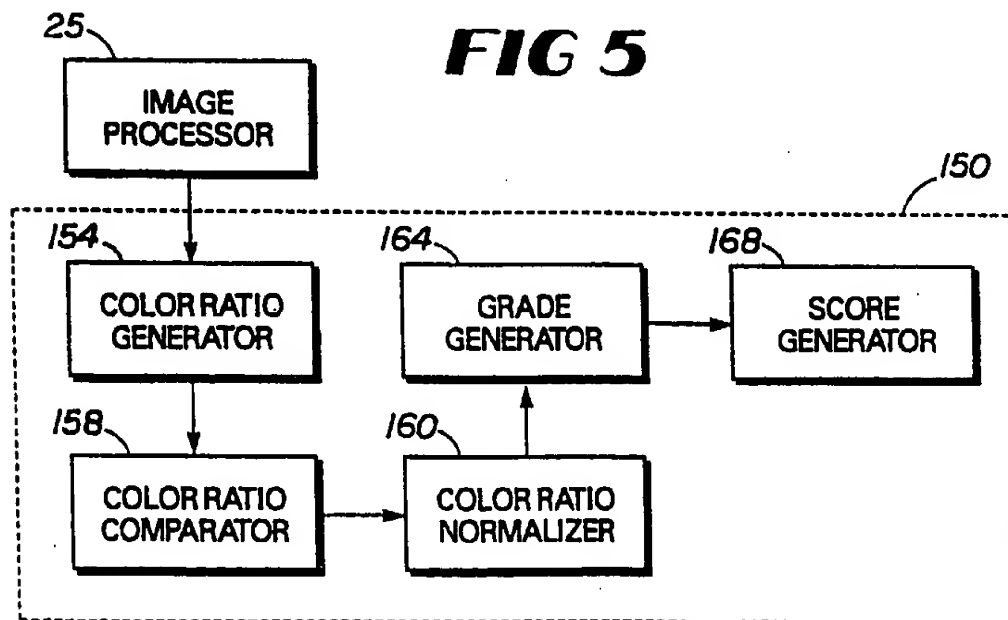 FIG 5
25
IMAGE
PROCESSOR
150
154
COLOR RATIO
GENERATOR
164
GRADE
GENERATOR
168
SCORE
GENERATOR
158
COLOR RATIO
COMPARATOR
160
COLOR RATIO
NORMALIZER